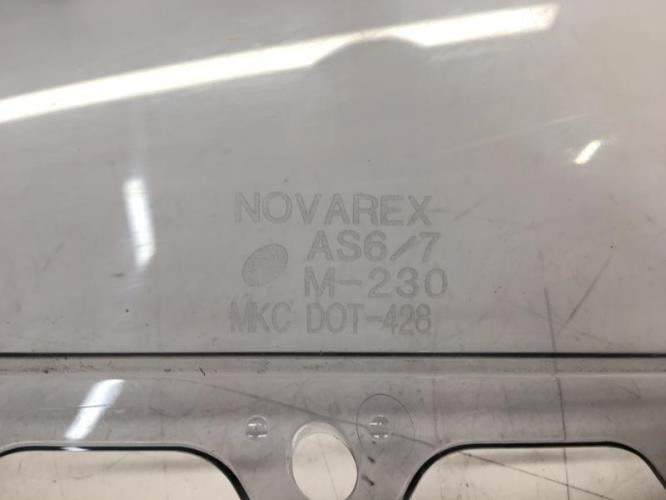 NOVAREX
AS6/7
M-230
MKC DOT-428